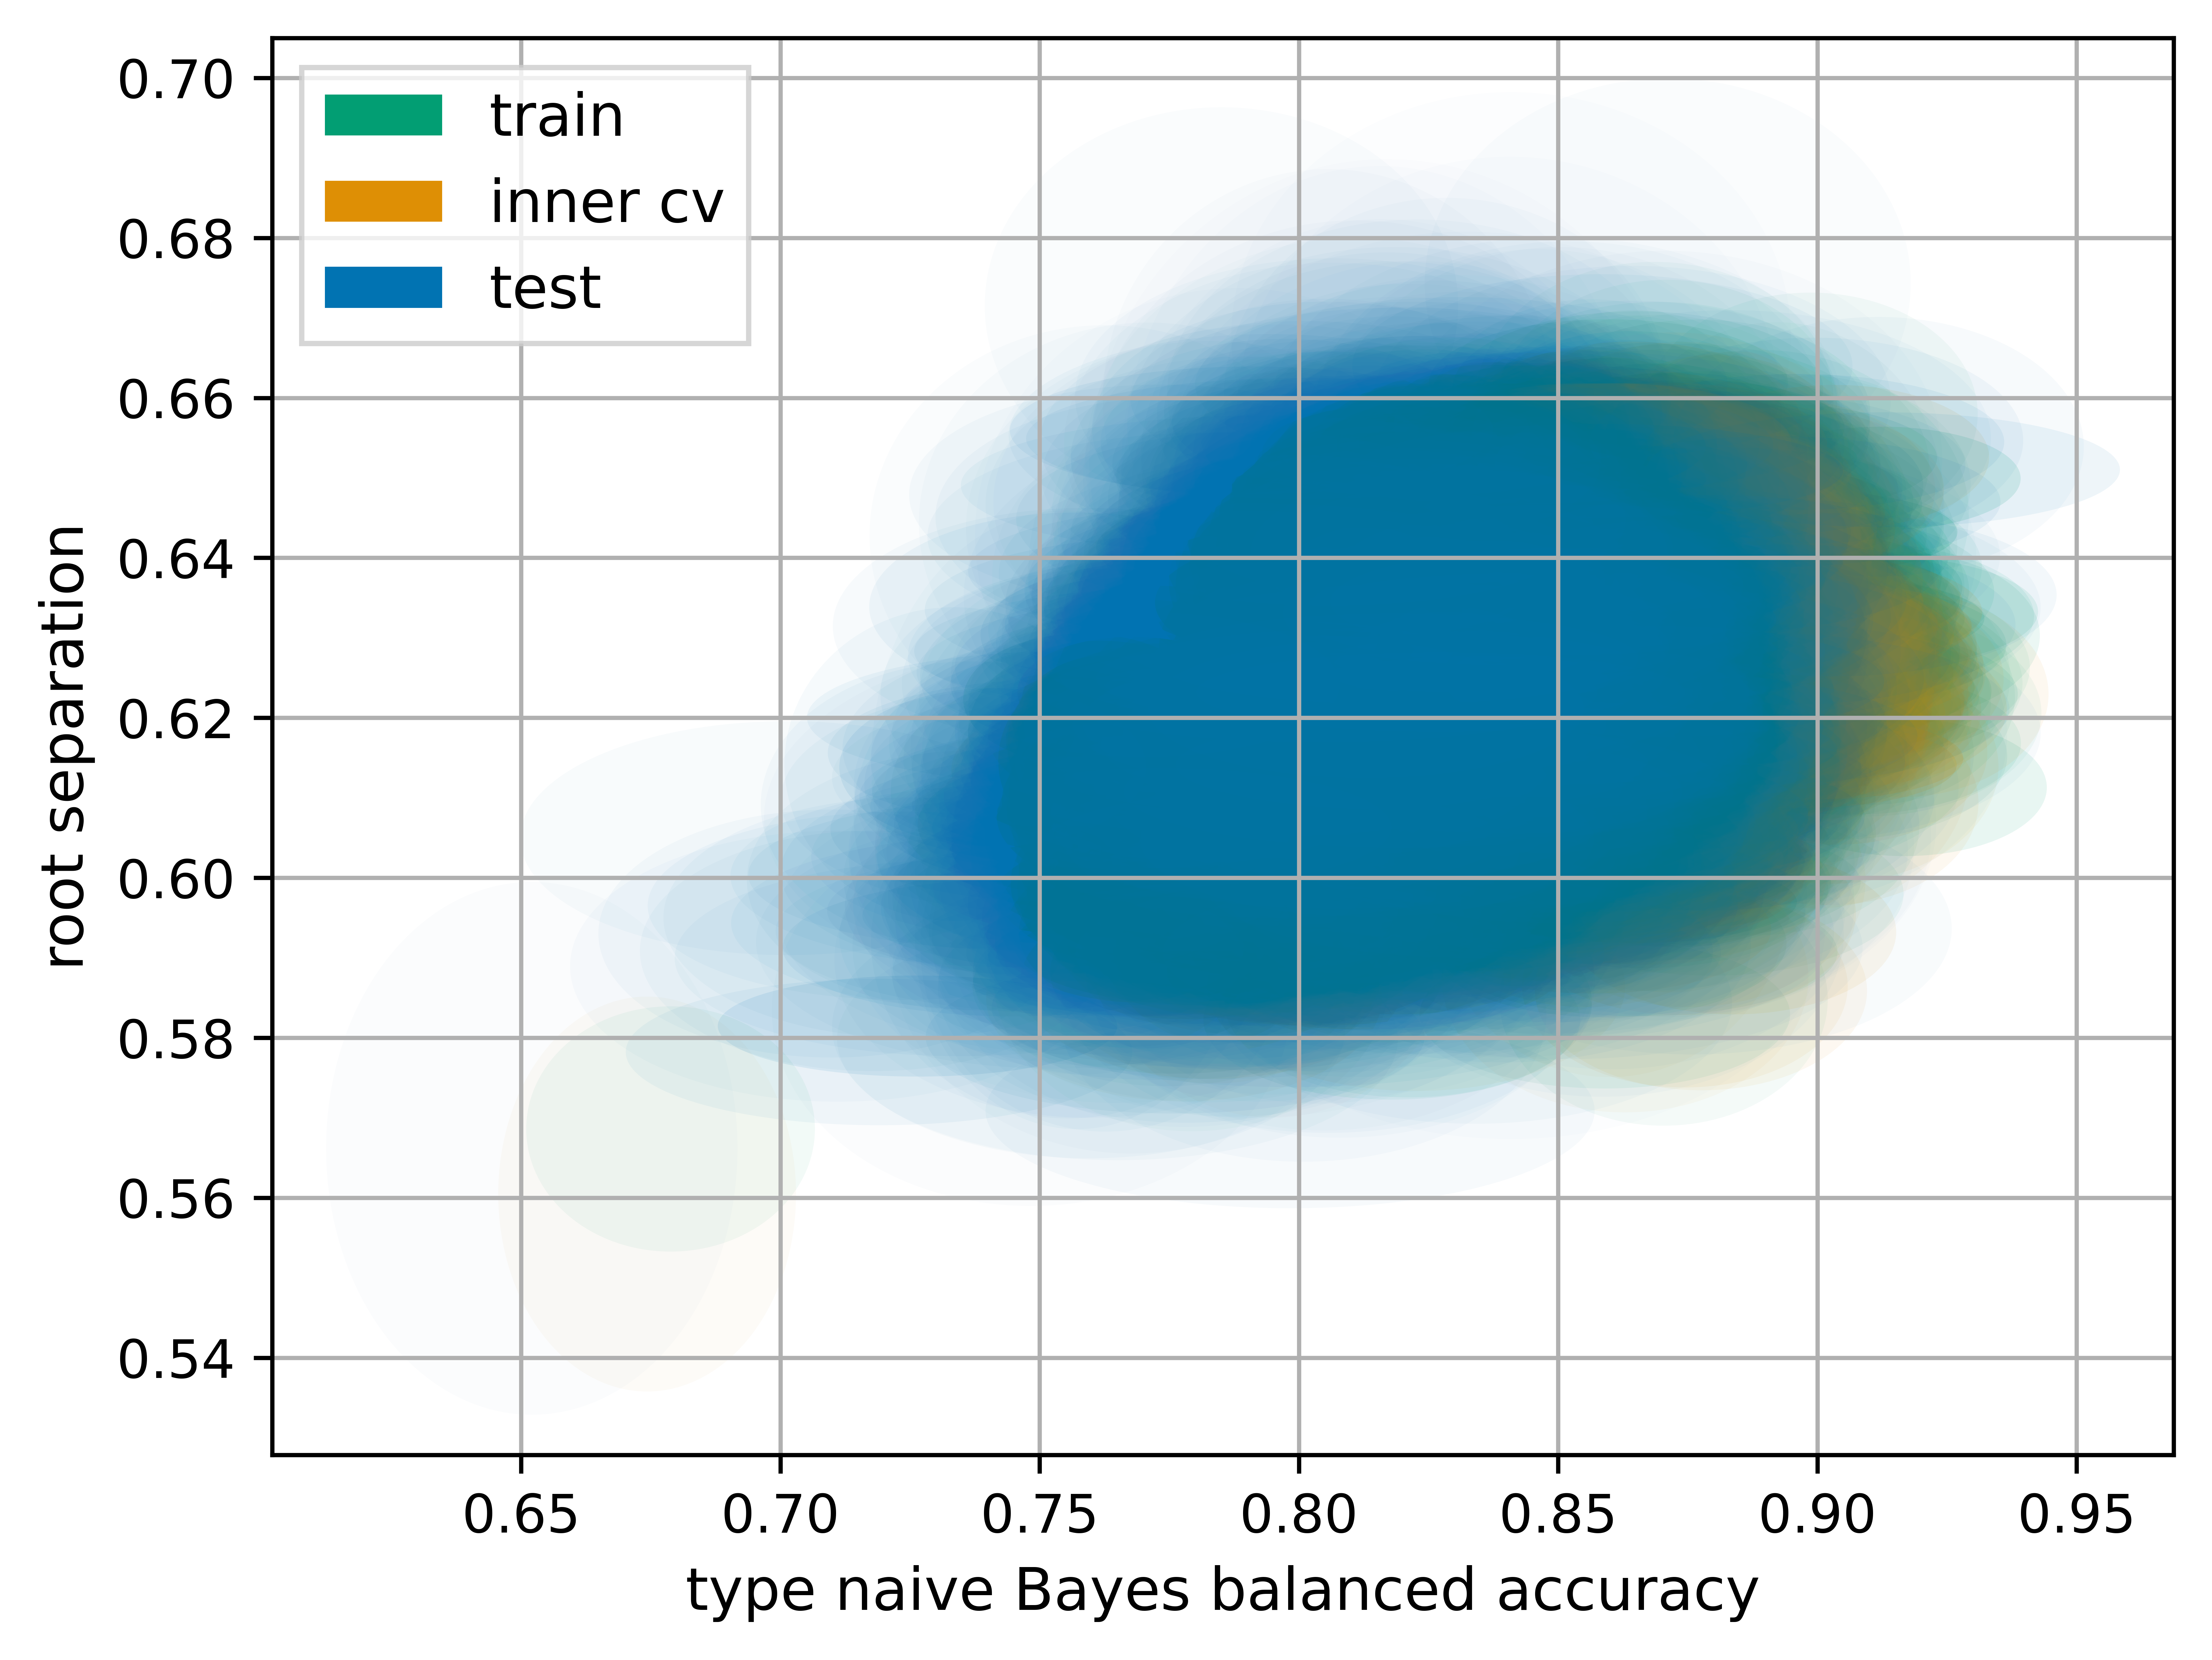 train
inner cv
test
root separation
0.70
0.68
0.66
0.64
0.62
0.60
0.58
0.56
0.54
0.65 0.70 0.75 0.80 0.85 0.90 0.95
type naive Bayes balanced accuracy